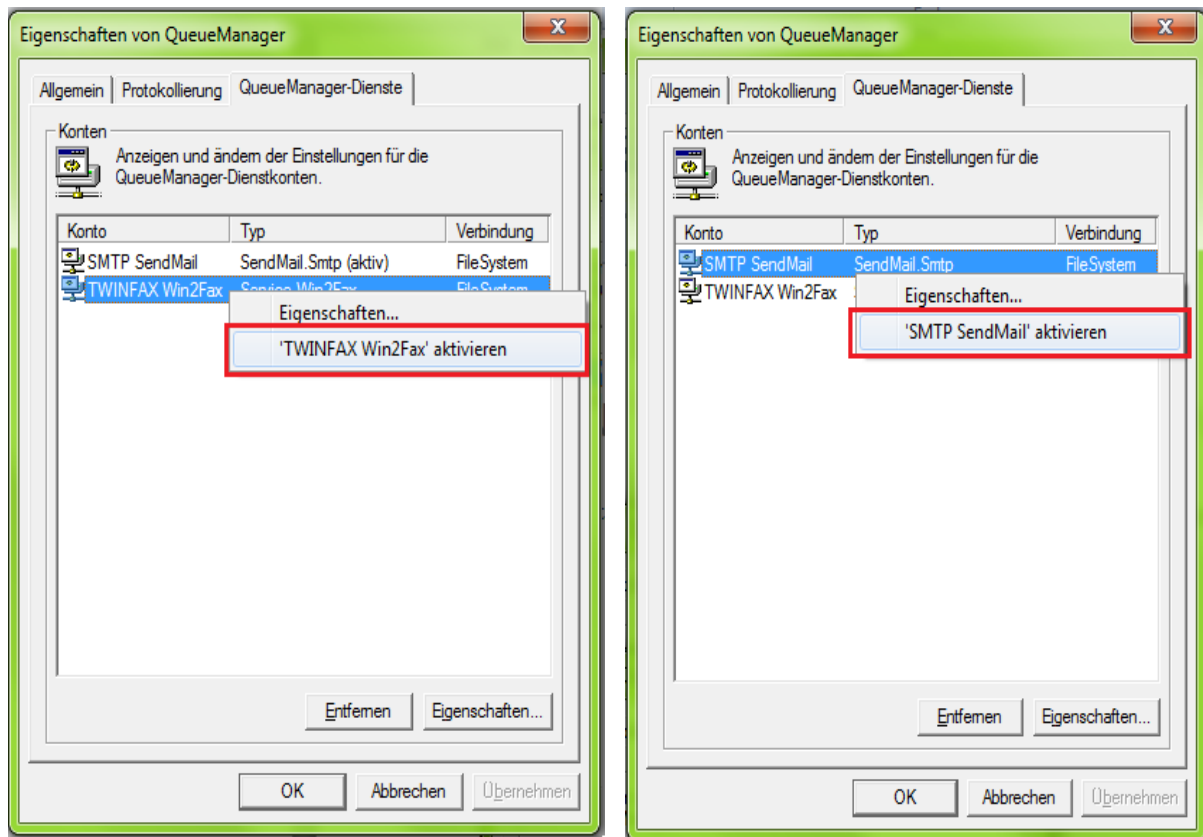 Eigenschaften von QueueManager
Allgemein Protokollierung QueueManager-Dienste
Konten
Anzeigen und ändern der Einstellungen für die
QueueManager-Dienstkonten.
Konto Typ Verbindung
SMTP SendMail SendMail.Smtp (aktiv) FileSystem
TWINFAX Win2Fax Service.Win2Fax FileSystem
Eigenschaften...
'TWINFAX Win2Fax' aktivieren
Entfernen Eigenschaften...
OK Abbrechen Übernehmen
Eigenschaften von QueueManager
Allgemein Protokollierung QueueManager-Dienste
Konten
Anzeigen und ändern der Einstellungen für die
QueueManager-Dienstkonten.
Konto Typ Verbindung
SMTP SendMail SendMail.Smtp FileSystem
TWINFAX Win2Fax
Eigenschaften...
'SMTP SendMail' aktivieren
Entfernen Eigenschaften...
OK Abbrechen Übernehmen